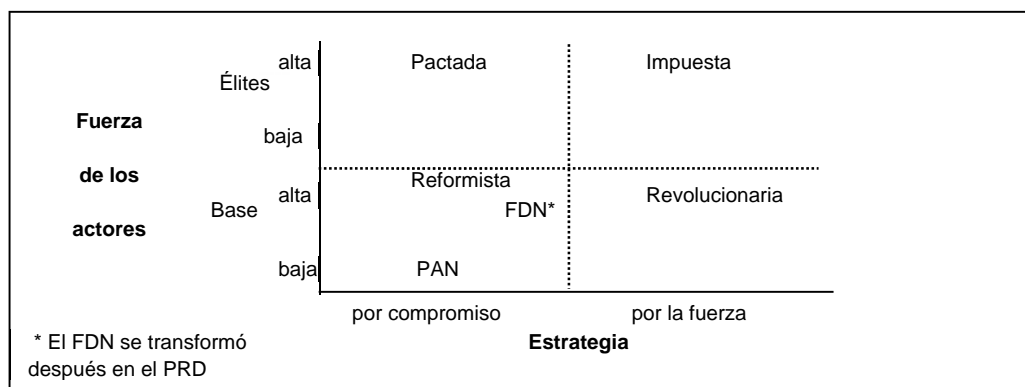 alta Pactada Impuesta
Élites
Fuerza
baja
de los
Reformista
alta Revolucionaria
Base FDN*
actores
baja PAN
por compromiso por la fuerza
* El FDN se transformó Estrategia
después en el PRD